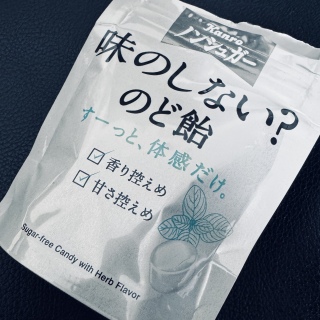 Kanro
ノンシュガー
味のしない?
のど飴
すーっと、体感だけ。
香り控えめ
甘さ控えめ
Sugar-free Candy with Herb Flavor